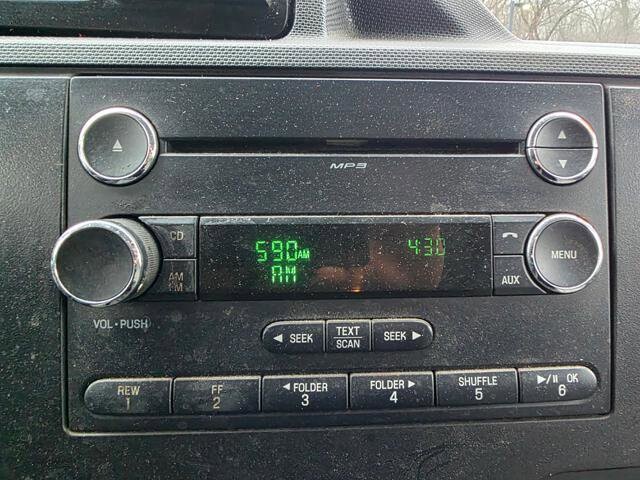 MP3
CD
590AM
4:30
MENU
AM
FM
AM
AUX
VOL•PUSH
◄ SEEK
TEXT
SCAN
SEEK ►
REW
1
FF
2
◄ FOLDER
3
FOLDER ►
4
SHUFFLE
5
►/II OK
6